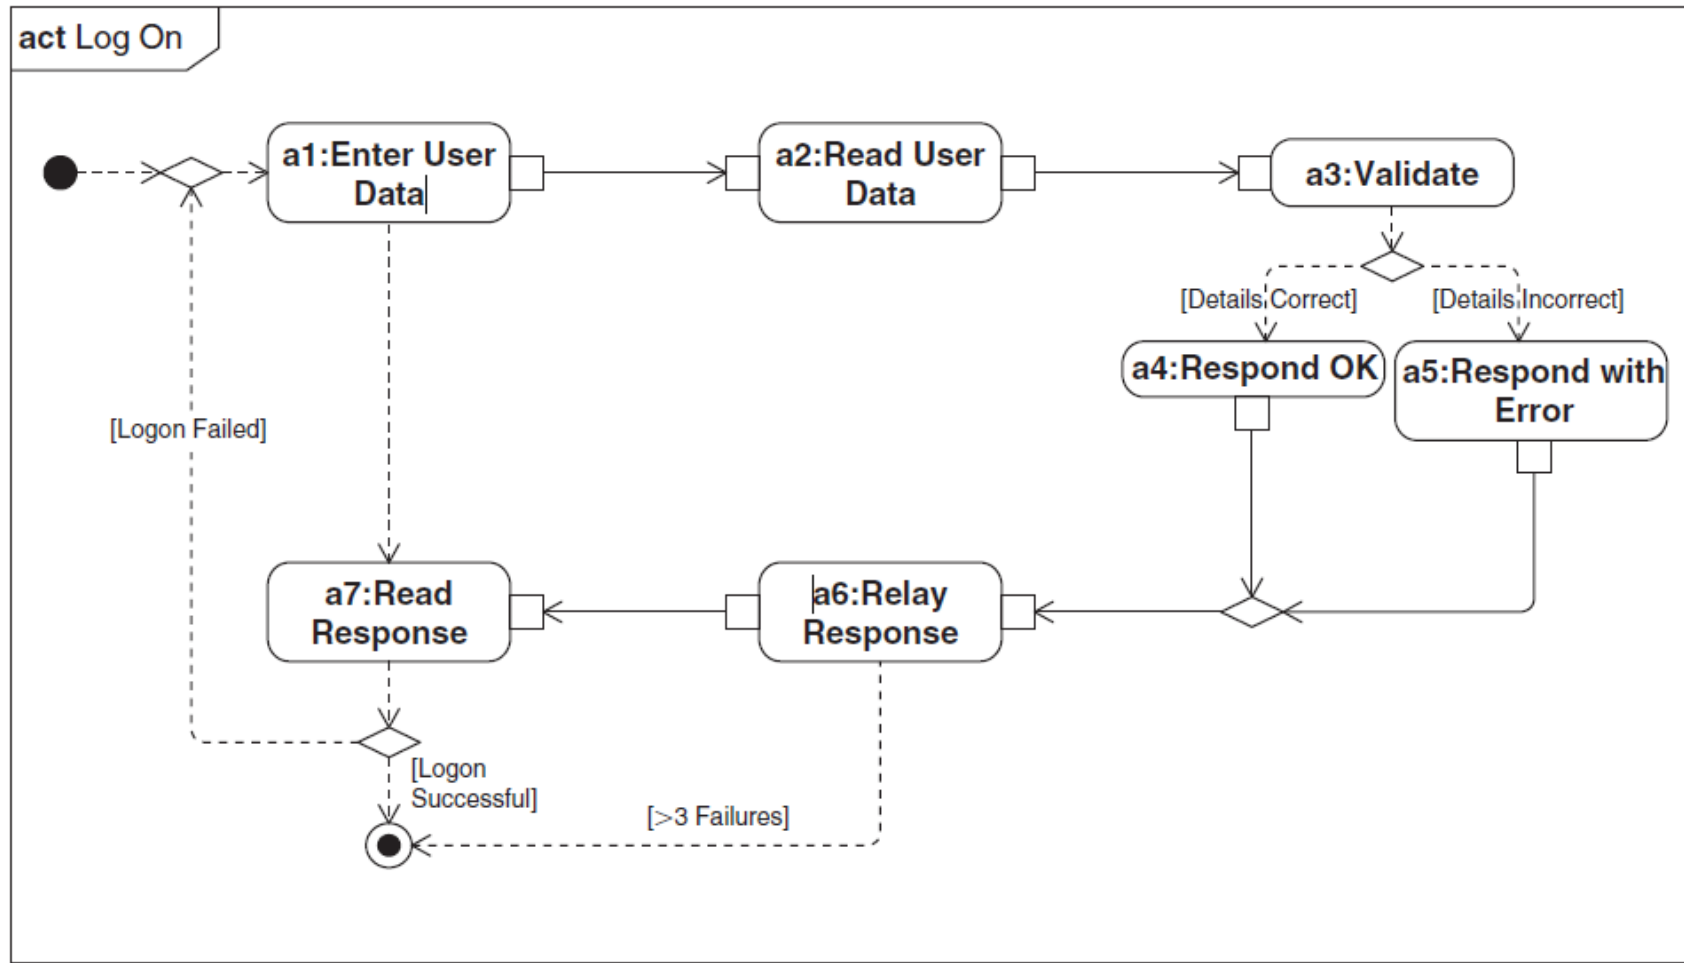 act Log On
a1:Enter User
Data
a2:Read User
Data
a3:Validate
[Details Correct]
[Details Incorrect]
a4:Respond OK
a5:Respond with
Error
[Logon Failed]
a7:Read
Response
a6:Relay
Response
[Logon
Successful]
[>3 Failures]